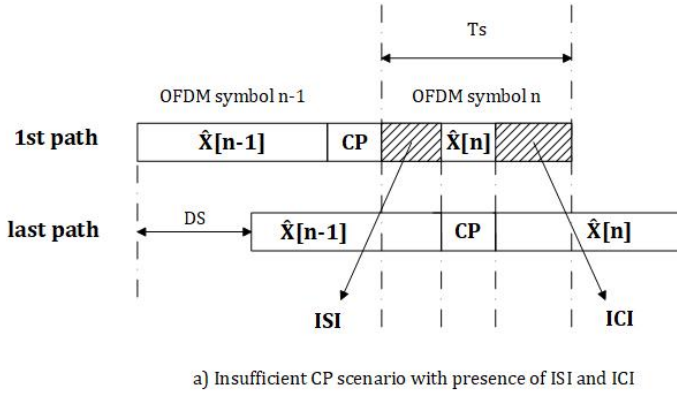 Ts
OFDM symbol n-1
OFDM symbol n
1st path
X̂[n-1]
CP
X̂[n]
DS
last path
X̂[n-1]
CP
X̂[n]
ISI
ICI
a) Insufficient CP scenario with presence of ISI and ICI